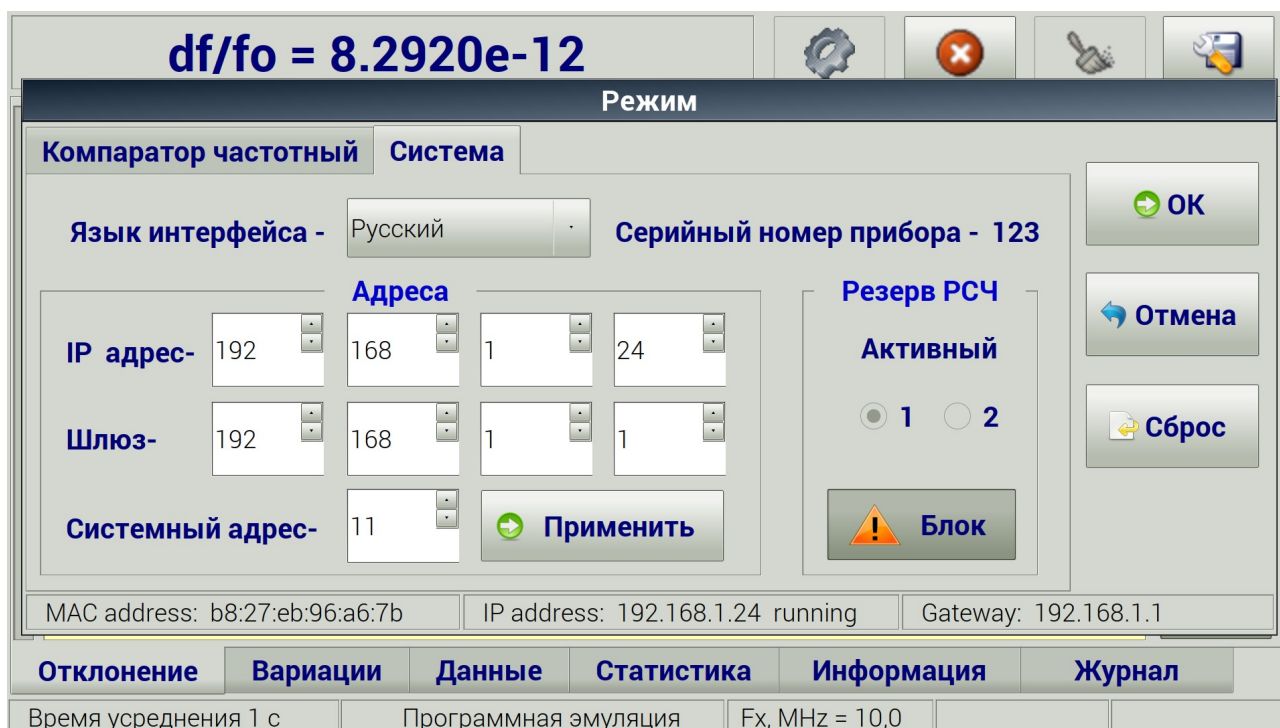 df/fo = 8.2920e-12
Режим
Компаратор частотный Система
Язык интерфейса - Русский Серийный номер прибора - 123
Адреса Резерв РСЧ
IP адрес- 192 168 1 24
Активный
Шлюз- 192 168 1 1
1 2
Системный адрес- 11 Применить
Блок
ОК
Отмена
Сброс
MAC address: b8:27:eb:96:a6:7b IP address: 192.168.1.24 running Gateway: 192.168.1.1
Отклонение Вариации Данные Статистика Информация Журнал
Время усреднения 1 с Программная эмуляция Fx, MHz = 10,0